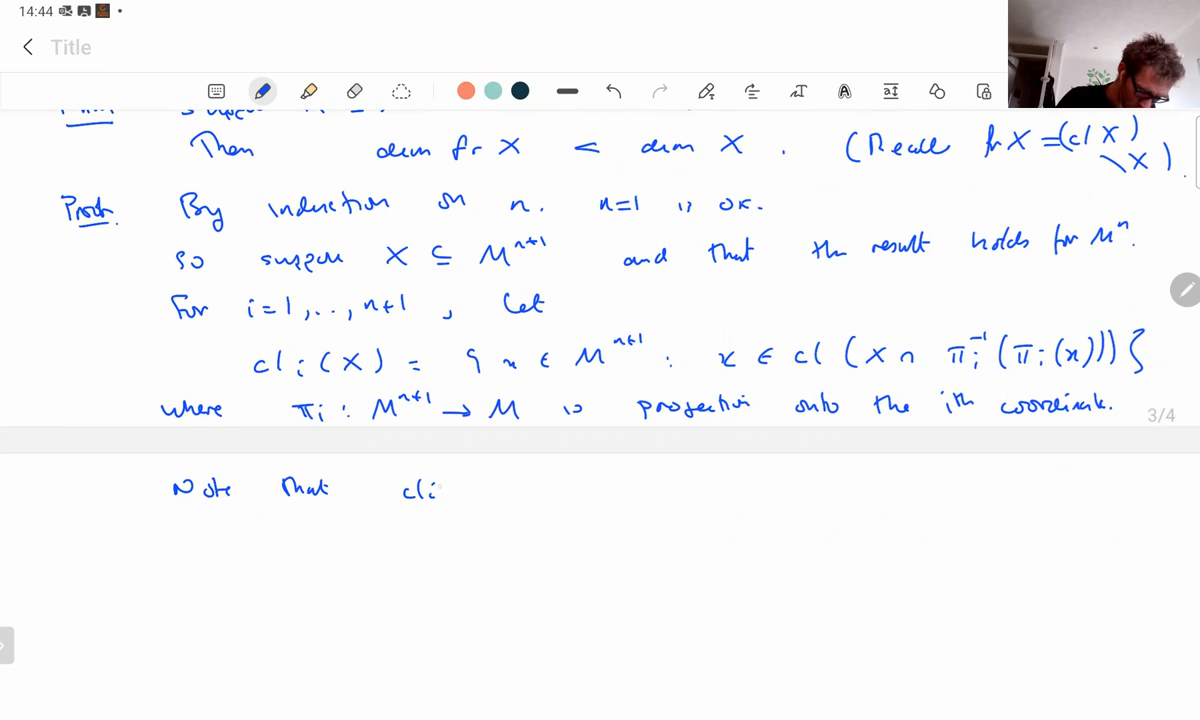 14:44
Title
Then dim fr X < dim X . (Recall fr X = (cl X) \ X ).
Proof. By induction on n. n=1 is OK.
So suppose X ⊆ M^{n+1} and that the result holds for M^n.
For i=1,..,n+1, let
cl_i(X) = { x ∈ M^{n+1} : x ∈ cl (X ∩ π_i^{-1}(π_i(x))) }
where π_i : M^{n+1} → M is projection onto the ith coordinate.
3/4
Note that cl_i